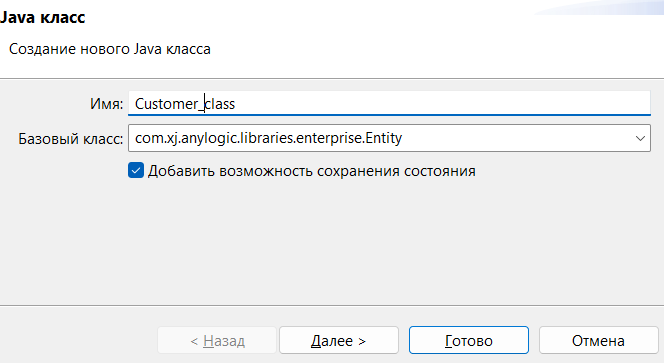 Java класс
Создание нового Java класса
Имя: Customer_class
Базовый класс: com.xj.anylogic.libraries.enterprise.Entity
Добавить возможность сохранения состояния
< Назад Далее > Готово Отмена